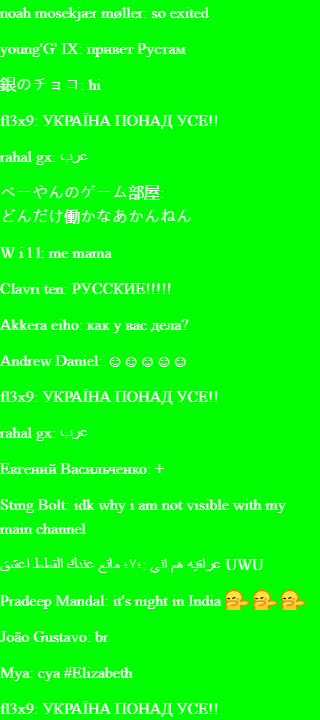 noah mosekjær møller: so exited
young'G' IX: привет Рустам
銀のチョコ: hi
fl3x9: УКРАЇНА ПОНАД УСЕ!!
rahal gx: عرب
べーやんのゲーム部屋:
どんだけ働かなあかんねん
W i l l: me mama
Clavri ten: РУССКИЕ!!!!!
Akkera eiho: как у вас дела?
Andrew Daniel: ☺☺☺☺☺
fl3x9: УКРАЇНА ПОНАД УСЕ!!
rahal gx: عرب
Евгений Васильченко: +
Sting Bolt: idk why i am not visible with my
main channel
عراقيه هم اني :٧؛ مانع عندك القطط اعشق UWU
Pradeep Mandal: it's night in India 🤭🤭🤭
João Gustavo: br
Mya: cya #Elizabeth
fl3x9: УКРАЇНА ПОНАД УСЕ!!